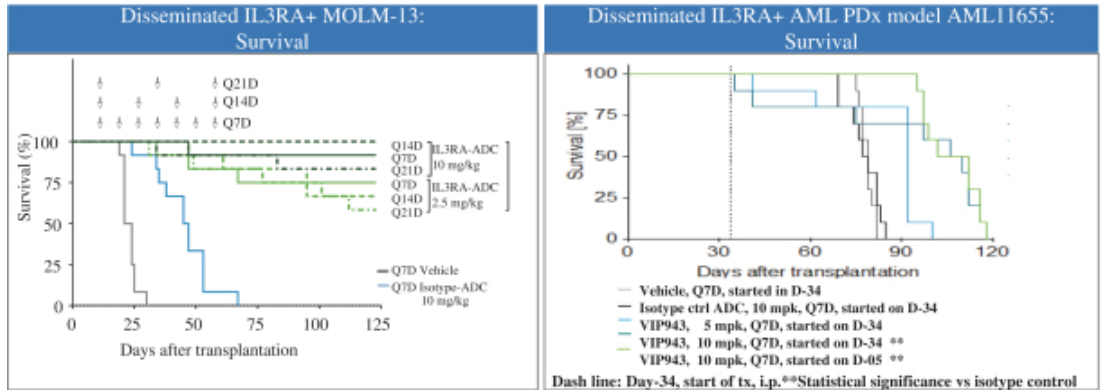 Disseminated IL3RA+ MOLM-13:
Survival
Q21D
Q14D
Q7D
Survival (%)
100
75
50
25
0
Q14D
Q7D
Q21D
IL3RA-ADC
10 mg/kg
Q7D
Q14D
Q21D
IL3RA-ADC
2.5 mg/kg
Q7D Vehicle
Q7D Isotype-ADC
10 mg/kg
0 25 50 75 100 125
Days after transplantation
Disseminated IL3RA+ AML PDx model AML11655:
Survival
Survival [%]
100
75
50
25
0
0 30 60 90 120
Days after transplantation
Vehicle, Q7D, started in D-34
Isotype ctrl ADC, 10 mpk, Q7D, started on D-34
VIP943, 5 mpk, Q7D, started on D-34
VIP943, 10 mpk, Q7D, started on D-34 **
VIP943, 10 mpk, Q7D, started on D-05 **
Dash line: Day-34, start of tx, i.p.**Statistical significance vs isotype control